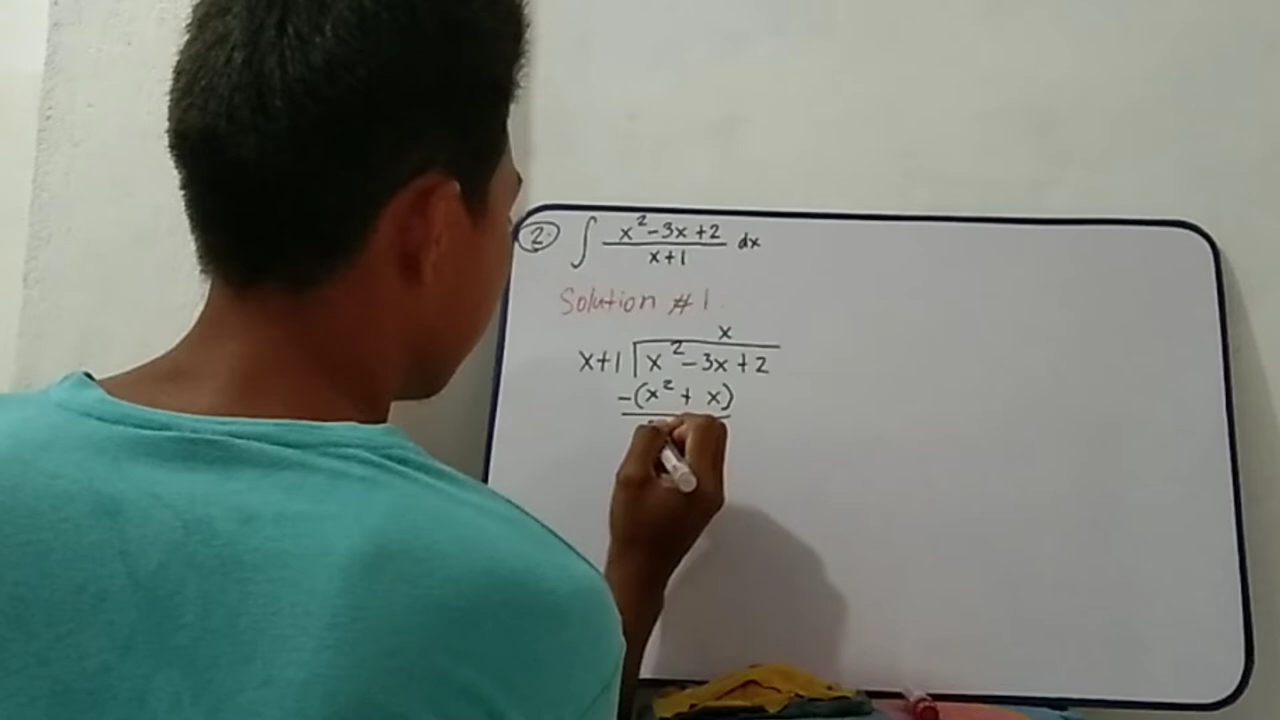 2. ∫ x²-3x+2 / x+1 dx
Solution #1.
x
x+1 x²-3x+2
-(x²+ x)